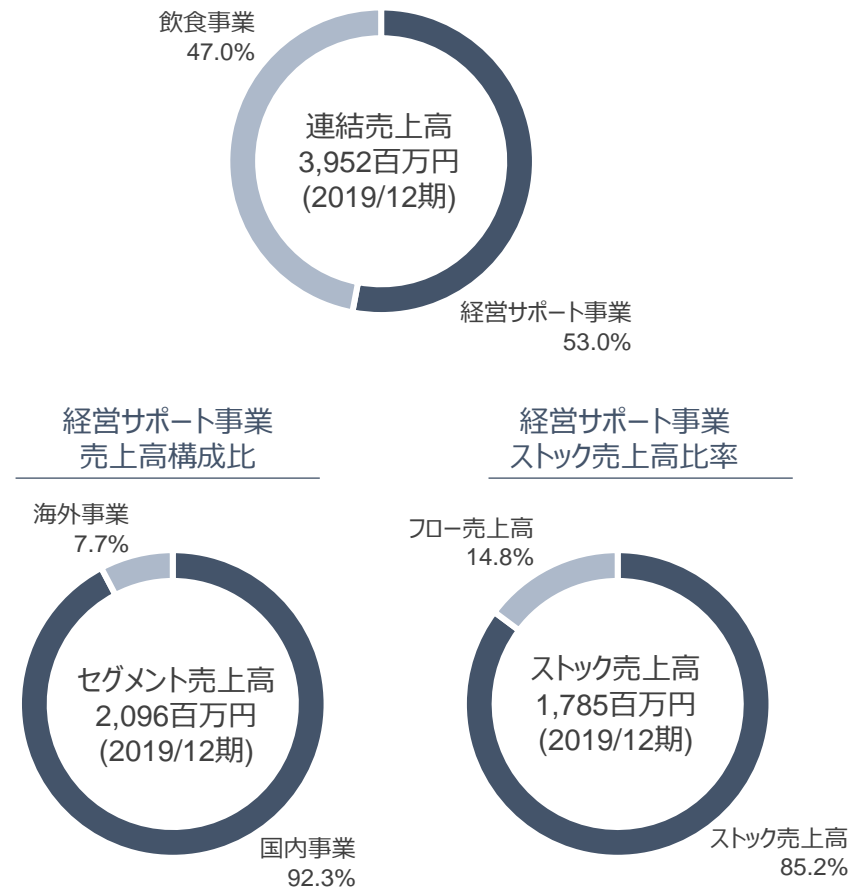 飲食事業
47.0%
連結売上高
3,952百万円
(2019/12期)
経営サポート事業
53.0%
経営サポート事業
売上高構成比
海外事業
7.7%
セグメント売上高
2,096百万円
(2019/12期)
国内事業
92.3%
経営サポート事業
ストック売上高比率
フロー売上高
14.8%
ストック売上高
1,785百万円
(2019/12期)
ストック売上高
85.2%